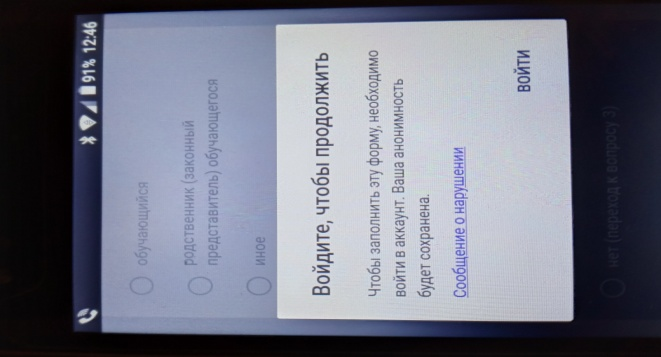 91% 12:46
обучающийся
родственник (законный
представитель) обучающегося
иное
Войдите, чтобы продолжить
Чтобы заполнить эту форму, необходимо
войти в аккаунт. Ваша анонимность
будет сохранена.
Сообщение о нарушении
ВОЙТИ
нет (переход к вопросу 3)